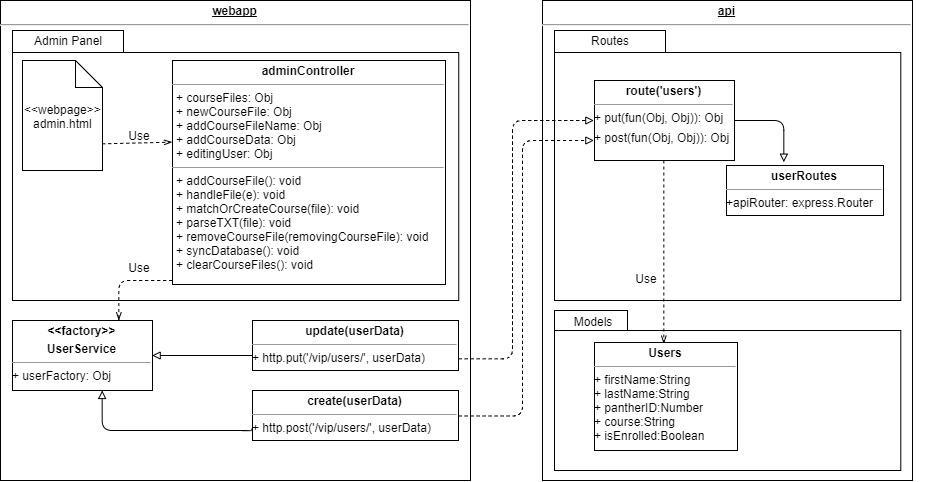 webapp
Admin Panel
<<webpage>>
admin.html
Use
adminController
+ courseFiles: Obj
+ newCourseFile: Obj
+ addCourseFileName: Obj
+ addCourseData: Obj
+ editingUser: Obj
+ addCourseFile(): void
+ handleFile(e): void
+ matchOrCreateCourse(file): void
+ parseTXT(file): void
+ removeCourseFile(removingCourseFile): void
+ syncDatabase(): void
+ clearCourseFiles(): void
Use
<<factory>>
UserService
+ userFactory: Obj
update(userData)
+ http.put('/vip/users/', userData)
create(userData)
+ http.post('/vip/users/', userData)
api
Routes
route('users')
+ put(fun(Obj, Obj)): Obj
+ post(fun(Obj, Obj)): Obj
userRoutes
+apiRouter: express.Router
Use
Models
Users
+ firstName:String
+ lastName:String
+ pantherID:Number
+ course:String
+ isEnrolled:Boolean